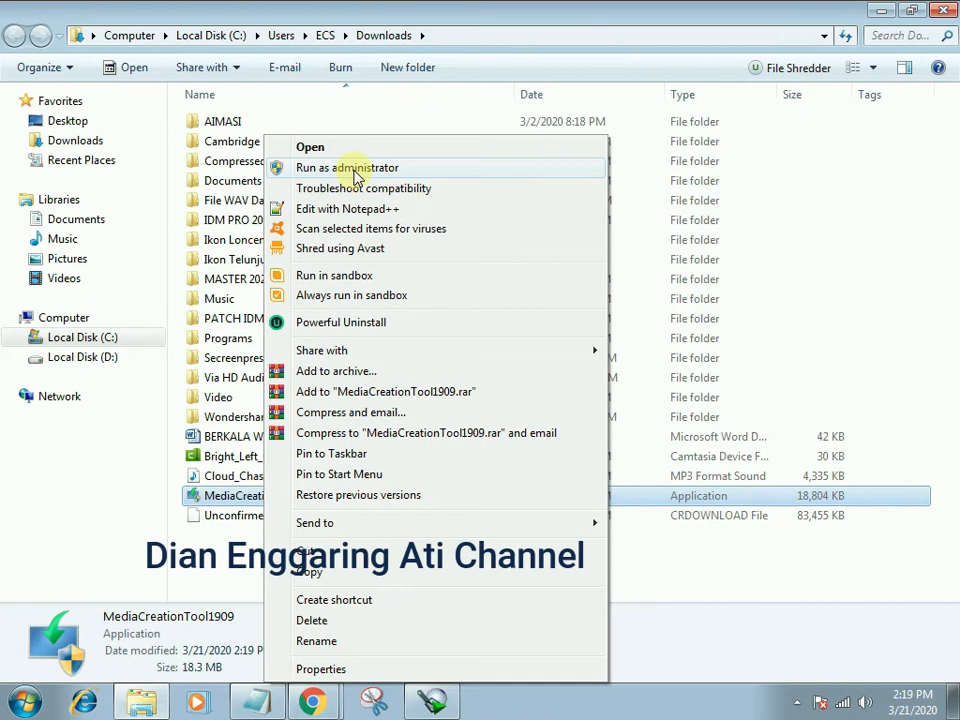 Computer
Local Disk (C:)
Users
ECS
Downloads
Search Do...
Organize
Open
Share with
E-mail
Burn
New folder
File Shredder
Name
Date
Type
Size
Tags
Favorites
Desktop
Downloads
Recent Places
Libraries
Documents
Music
Pictures
Videos
Computer
Local Disk (C:)
Local Disk (D:)
Network
AIMASI 3/2/2020 8:18 PM File folder
Cambridge File folder
Compressed File folder
Documents File folder
File WAV Da File folder
IDM PRO 20 File folder
Ikon Loncen File folder
Ikon Telunju File folder
MASTER 202 File folder
Music File folder
PATCH IDM File folder
Programs File folder
Secreenpres File folder
Via HD Audi File folder
Video File folder
Wondershar File folder
BERKALA W Microsoft Word D... 42 KB
Bright_Left_ Camtasia Device F... 30 KB
Cloud_Chas MP3 Format Sound 4,335 KB
MediaCreati Application 18,804 KB
Unconfirme CRDOWNLOAD File 83,455 KB
Open
Run as administrator
Troubleshoot compatibility
Edit with Notepad++
Scan selected items for viruses
Shred using Avast
Run in sandbox
Always run in sandbox
Powerful Uninstall
Share with
Add to archive...
Add to "MediaCreationTool1909.rar"
Compress and email...
Compress to "MediaCreationTool1909.rar" and email
Pin to Taskbar
Pin to Start Menu
Restore previous versions
Send to
Cut
Copy
Create shortcut
Delete
Rename
Properties
Dian Enggaring Ati Channel
MediaCreationTool1909
Application
Date modified: 3/21/2020 2:19 P
Size: 18.3 MB
2:19 PM
3/21/2020